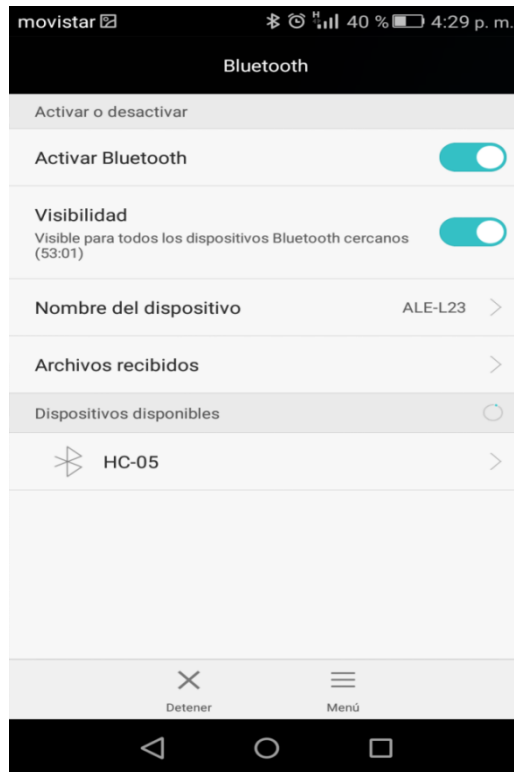 movistar H 40 % 4:29 p. m.
Bluetooth
Activar o desactivar
Activar Bluetooth
Visibilidad
Visible para todos los dispositivos Bluetooth cercanos
(53:01)
Nombre del dispositivo ALE-L23
Archivos recibidos
Dispositivos disponibles
HC-05
Detener Menú